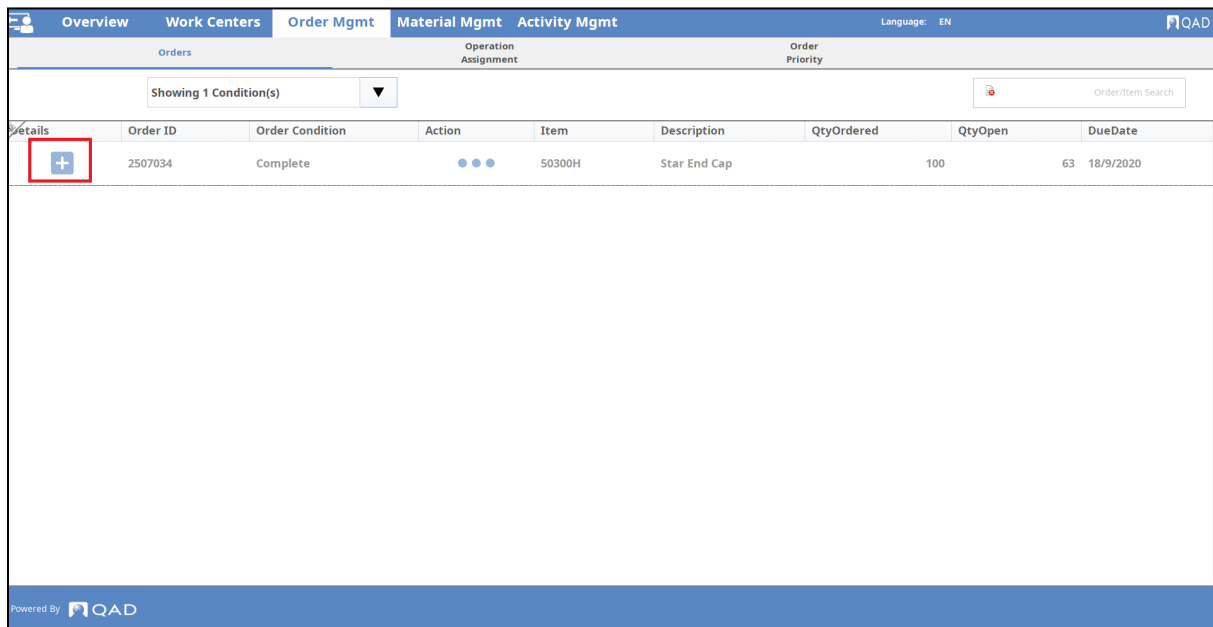 Overview Work Centers Order Mgmt Material Mgmt Activity Mgmt Language: EN QAD
Orders
Operation
Assignment
Order
Priority
Showing 1 Condition(s)
Order/Item Search
Details Order ID Order Condition Action Item Description QtyOrdered QtyOpen DueDate
2507034 Complete 50300H Star End Cap 100 63 18/9/2020
Powered By QAD